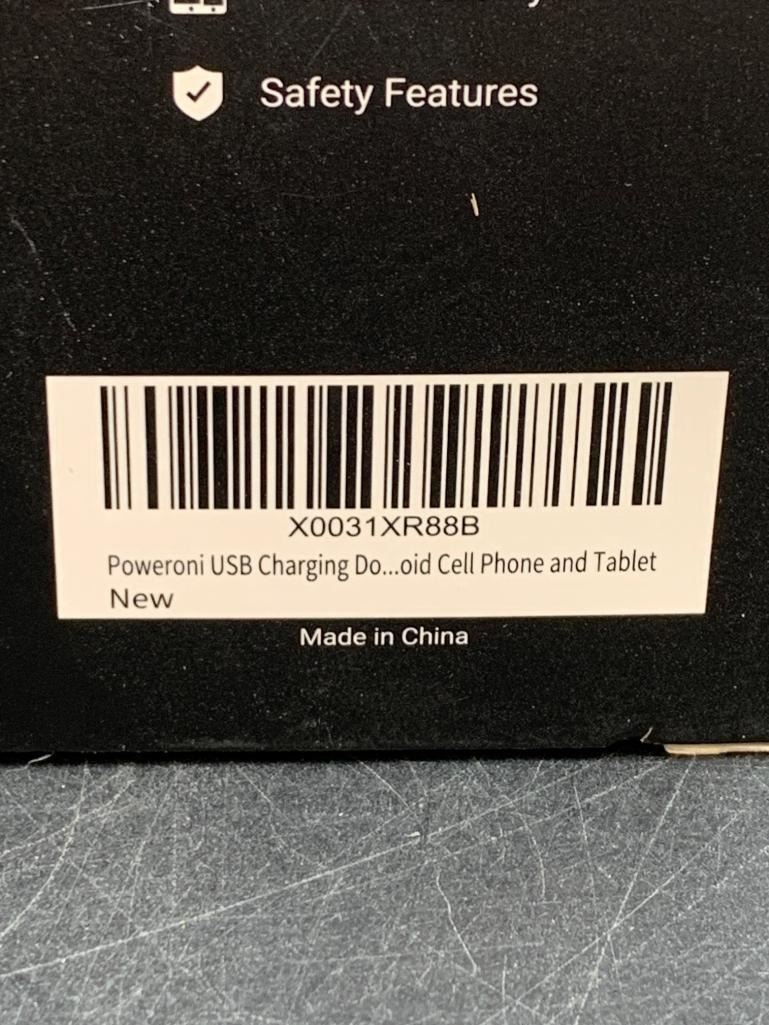 Safety Features
X0031XR88B
Poweroni USB Charging Do...oid Cell Phone and Tablet
New
Made in China